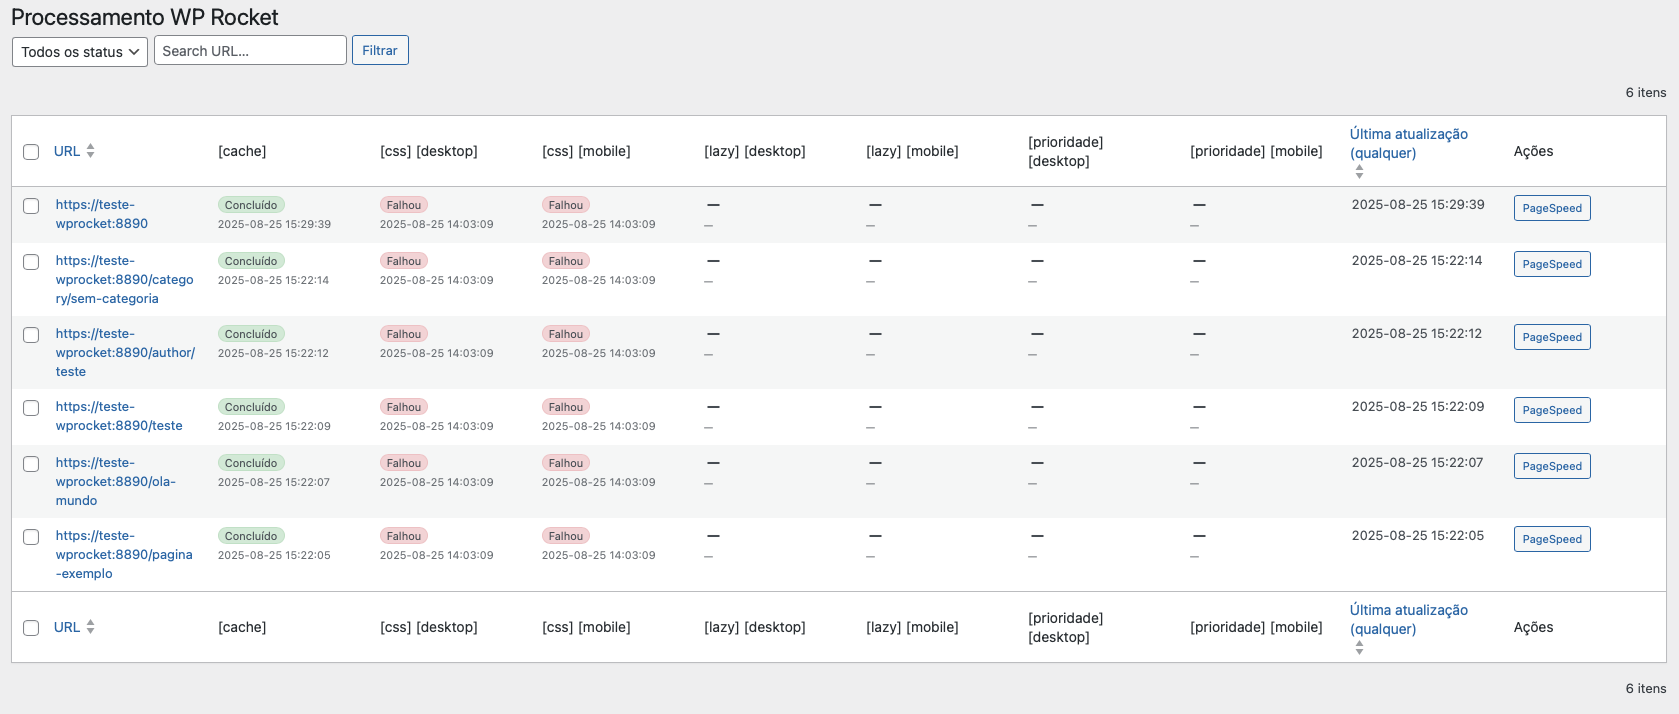 Processamento WP Rocket
Todos os status Search URL... Filtrar
6 itens
URL [cache] [css] [desktop] [css] [mobile] [lazy] [desktop] [lazy] [mobile] [prioridade] [desktop] [prioridade] [mobile] Última atualização (qualquer) Ações
https://teste-
wprocket:8890
Concluído Falhou Falhou — — — — 2025-08-25 15:29:39 PageSpeed
2025-08-25 15:29:39 2025-08-25 14:03:09 2025-08-25 14:03:09 — — — —
https://teste-
wprocket:8890/catego
ry/sem-categoria
Concluído Falhou Falhou — — — — 2025-08-25 15:22:14 PageSpeed
2025-08-25 15:22:14 2025-08-25 14:03:09 2025-08-25 14:03:09 — — — —
https://teste-
wprocket:8890/author/
teste
Concluído Falhou Falhou — — — — 2025-08-25 15:22:12 PageSpeed
2025-08-25 15:22:12 2025-08-25 14:03:09 2025-08-25 14:03:09 — — — —
https://teste-
wprocket:8890/teste
Concluído Falhou Falhou — — — — 2025-08-25 15:22:09 PageSpeed
2025-08-25 15:22:09 2025-08-25 14:03:09 2025-08-25 14:03:09 — — — —
https://teste-
wprocket:8890/ola-
mundo
Concluído Falhou Falhou — — — — 2025-08-25 15:22:07 PageSpeed
2025-08-25 15:22:07 2025-08-25 14:03:09 2025-08-25 14:03:09 — — — —
https://teste-
wprocket:8890/pagina
-exemplo
Concluído Falhou Falhou — — — — 2025-08-25 15:22:05 PageSpeed
2025-08-25 15:22:05 2025-08-25 14:03:09 2025-08-25 14:03:09 — — — —
URL [cache] [css] [desktop] [css] [mobile] [lazy] [desktop] [lazy] [mobile] [prioridade] [desktop] [prioridade] [mobile] Última atualização (qualquer) Ações
6 itens